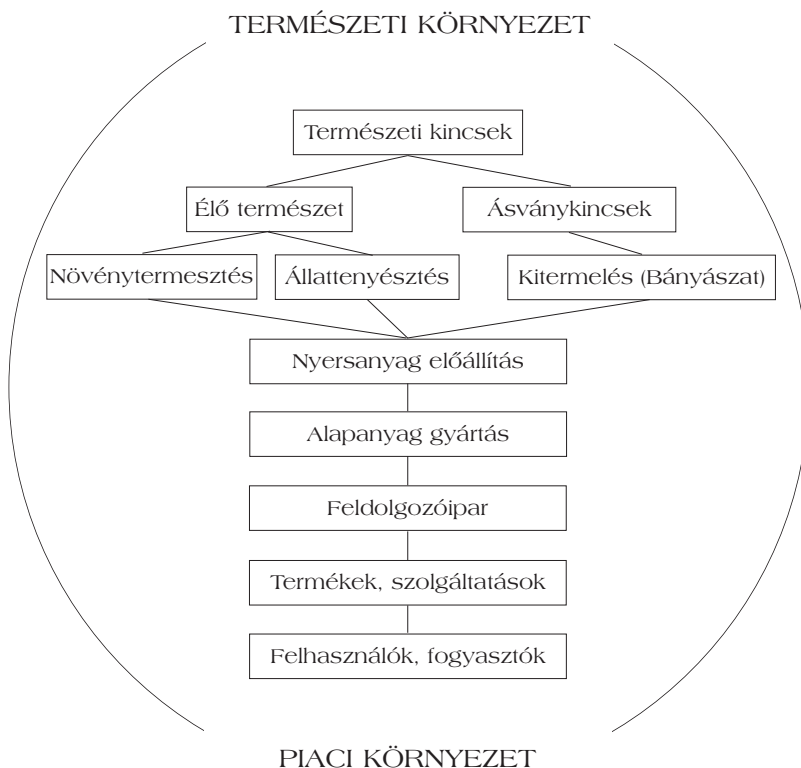 TERMÉSZETI KÖRNYEZET
Természeti kincsek
Élő természet
Ásványkincsek
Növénytermesztés
Állattenyésztés
Kitermelés (Bányászat)
Nyersanyag előállítás
Alapanyag gyártás
Feldolgozóipar
Termékek, szolgáltatások
Felhasználók, fogyasztók
PIACI KÖRNYEZET